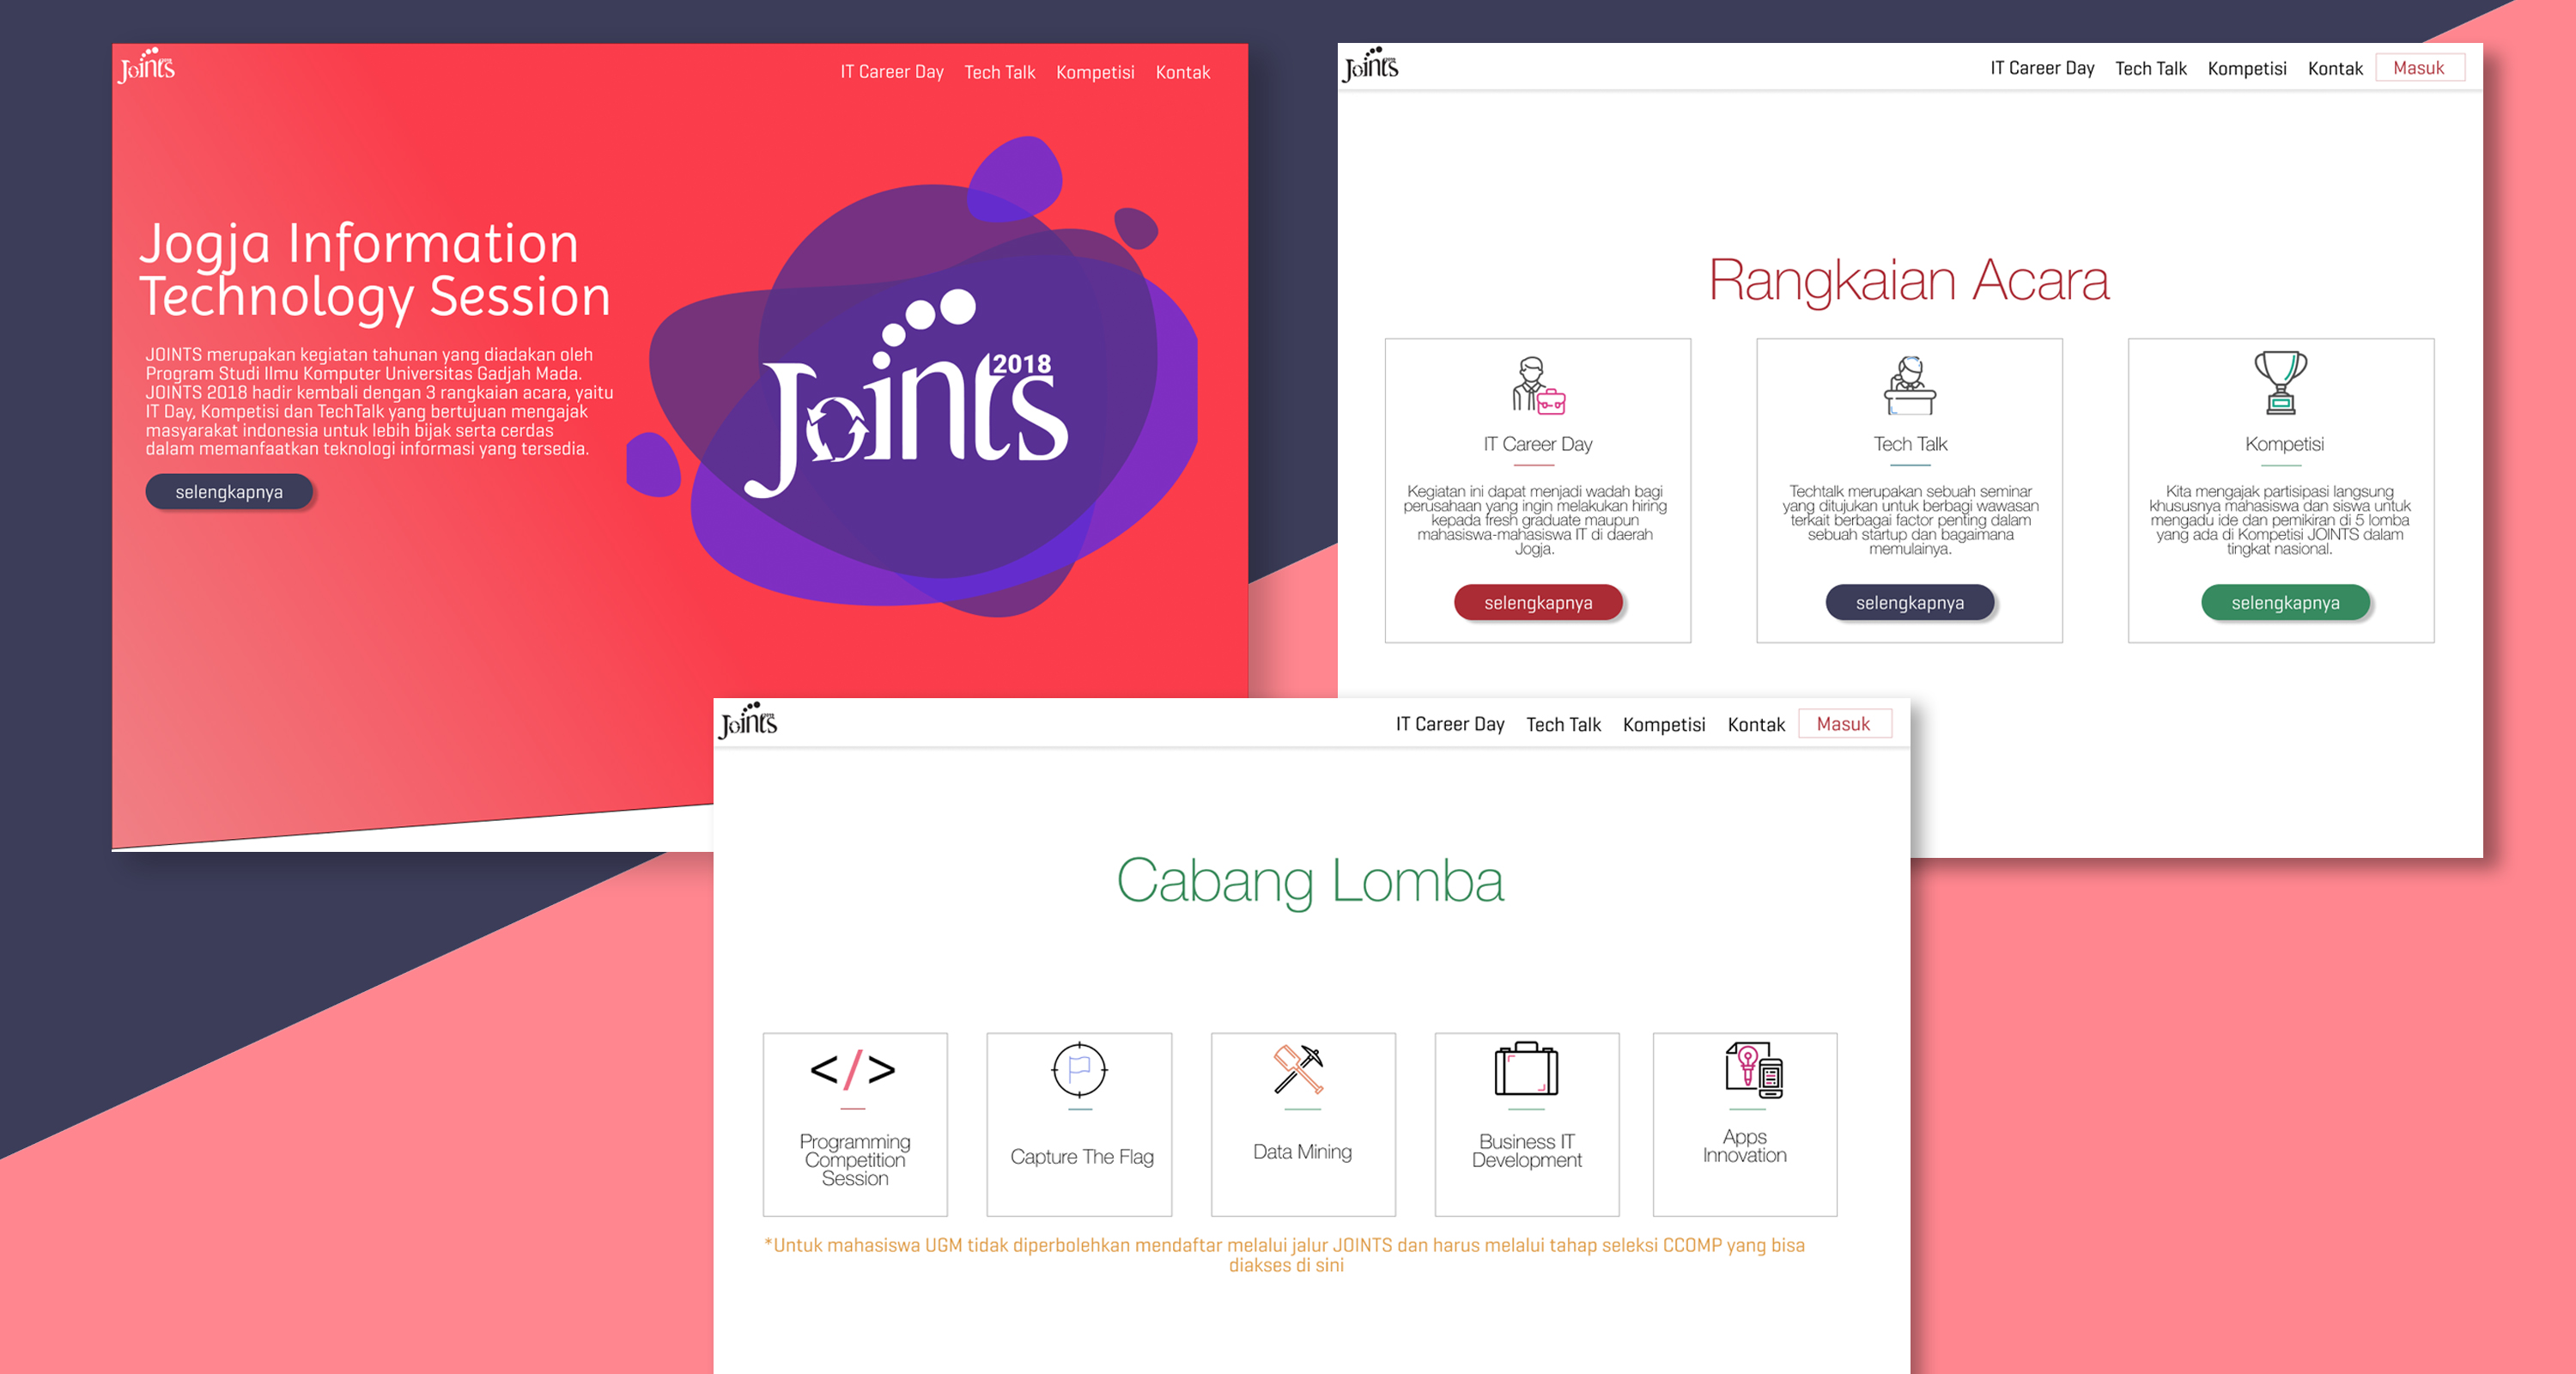 Joints
IT Career Day Tech Talk Kompetisi Kontak
Jogja Information
Technology Session
JOINTS merupakan kegiatan tahunan yang diadakan oleh
Program Studi Ilmu Komputer Universitas Gadjah Mada.
JOINTS 2018 hadir kembali dengan 3 rangkaian acara, yaitu
IT Day, Kompetisi dan TechTalk yang bertujuan mengajak
masyarakat indonesia untuk lebih bijak serta cerdas
dalam memanfaatkan teknologi informasi yang tersedia.
selengkapnya
Joints 2018
Joints
IT Career Day Tech Talk Kompetisi Kontak Masuk
Rangkaian Acara
IT Career Day
Kegiatan ini dapat menjadi wadah bagi
perusahaan yang ingin melakukan hiring
kepada fresh graduate maupun
mahasiswa-mahasiswa IT di daerah
Jogja.
selengkapnya
Tech Talk
Techtalk merupakan sebuah seminar
yang ditujukan untuk berbagi wawasan
terkait berbagai factor penting dalam
sebuah startup dan bagaimana
memulainya.
selengkapnya
Kompetisi
Kita mengajak partisipasi langsung
khususnya mahasiswa dan siswa untuk
mengadu ide dan pemikiran di 5 lomba
yang ada di Kompetisi JOINTS dalam
tingkat nasional.
selengkapnya
Joints
IT Career Day Tech Talk Kompetisi Kontak Masuk
Cabang Lomba
</>
Programming
Competition
Session
Capture The Flag
Data Mining
Business IT
Development
Apps
Innovation
*Untuk mahasiswa UGM tidak diperbolehkan mendaftar melalui jalur JOINTS dan harus melalui tahap seleksi CCOMP yang bisa
diakses di sini